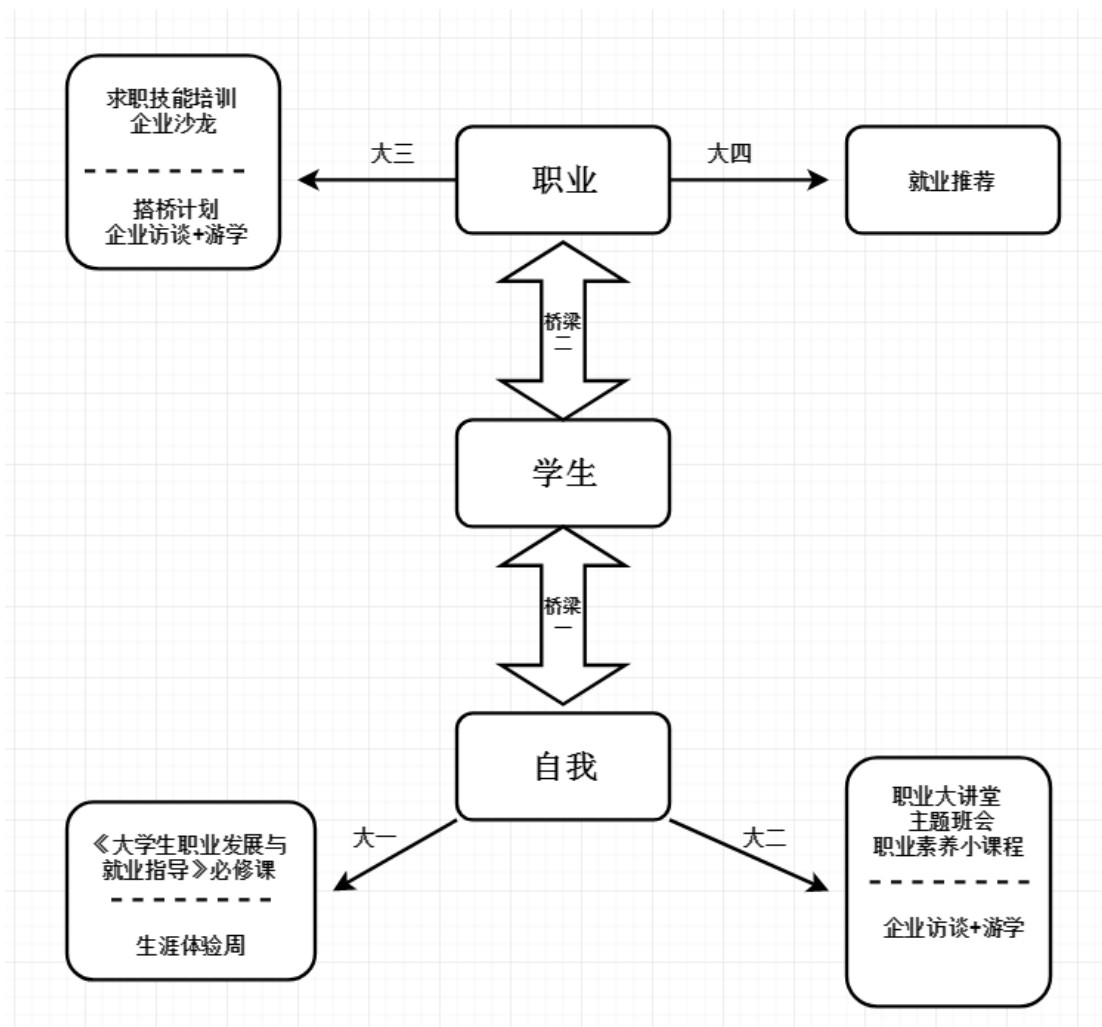 求职技能培训
企业沙龙
搭桥计划
企业访谈+游学
大三
职业
大四
就业推荐
桥梁
二
学生
桥梁
一
自我
大一
《大学生职业发展与
就业指导》必修课
生涯体验周
大二
职业大讲堂
主题班会
职业素养小课程
企业访谈+游学